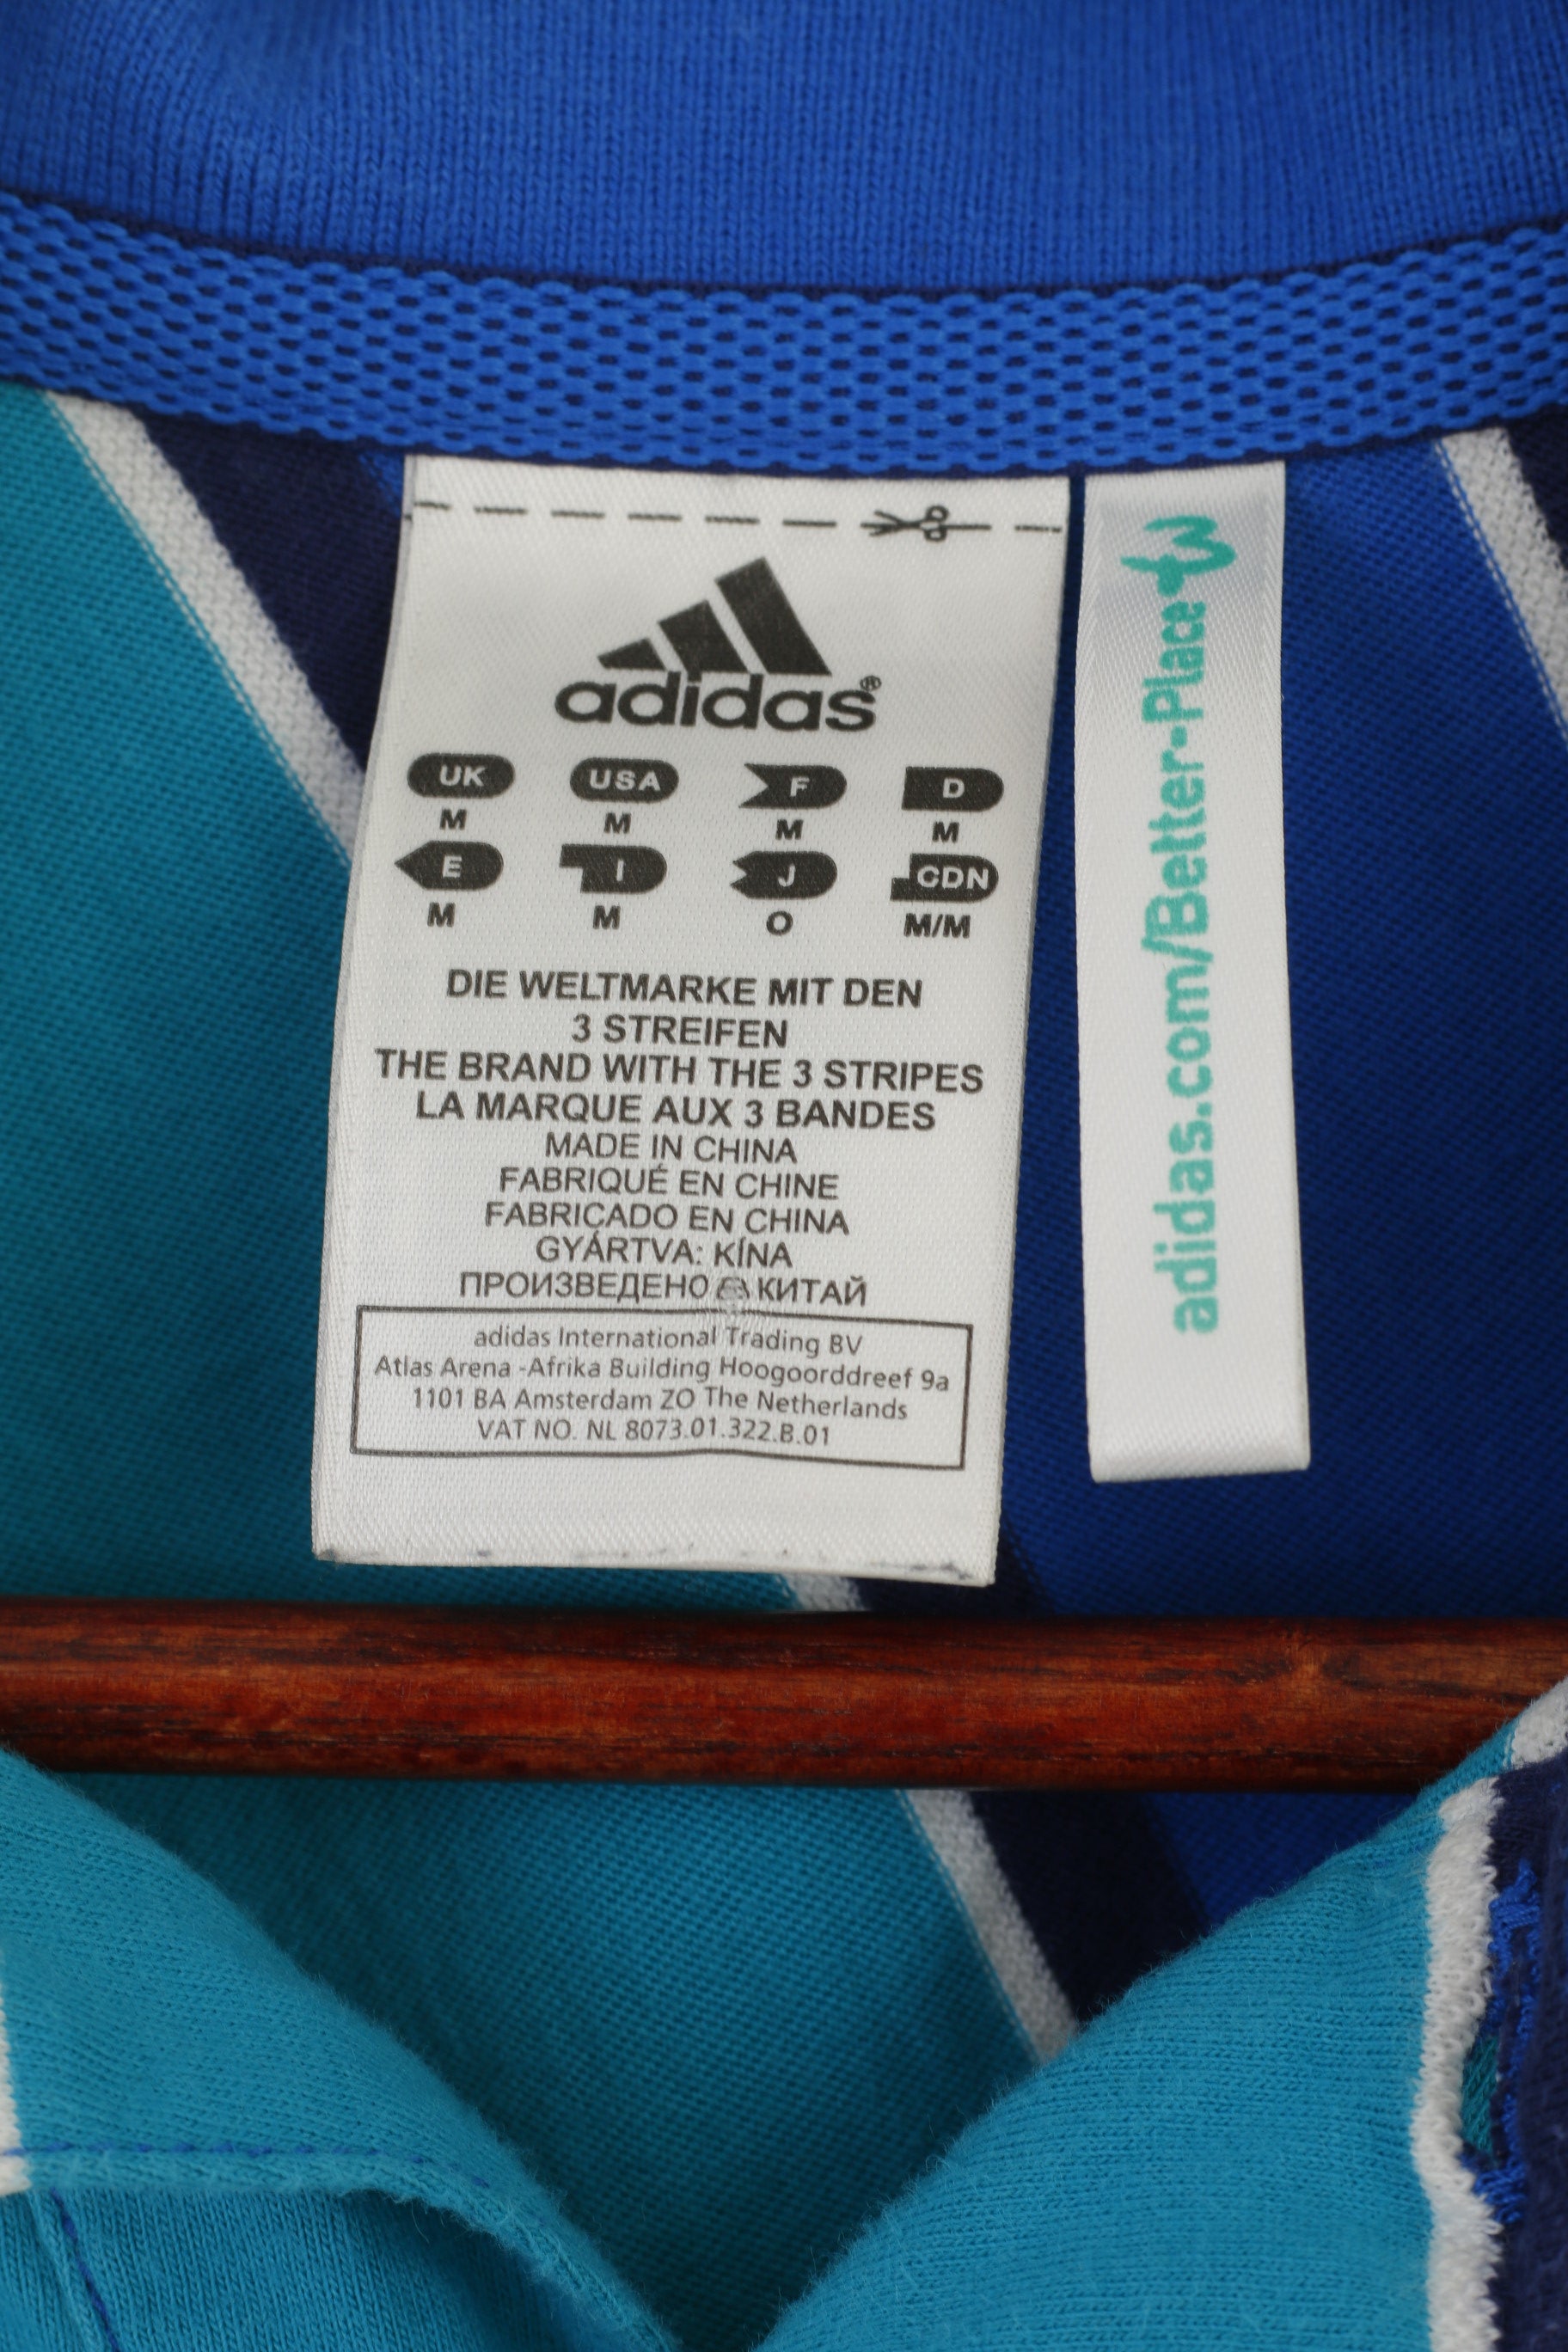 adidas®
UK USA F D
M M M M
E I J CDN
M M O M/M
DIE WELTMARKE MIT DEN
3 STREIFEN
THE BRAND WITH THE 3 STRIPES
LA MARQUE AUX 3 BANDES
MADE IN CHINA
FABRIQUÉ EN CHINE
FABRICADO EN CHINA
GYÁRTVA: KÍNA
ПРОИЗВЕДЕНО КИТАЙ
adidas International Trading BV
Atlas Arena -Afrika Building Hoogoorddreef 9a
1101 BA Amsterdam ZO The Netherlands
VAT NO. NL 8073.01.322.B.01
adidas.com/Better-Place